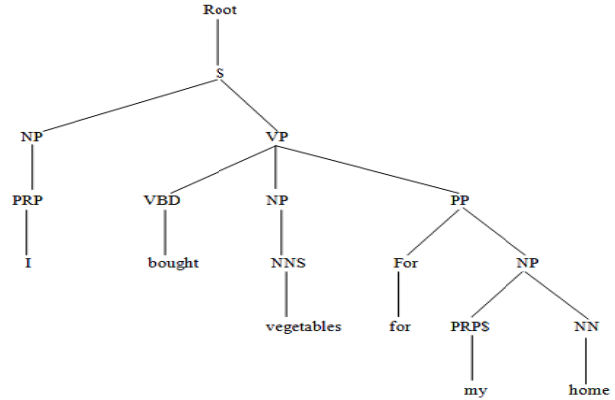 Root
S
NP VP
PRP VBD NP PP
I bought NNS For NP
vegetables for PRP$ NN
my home